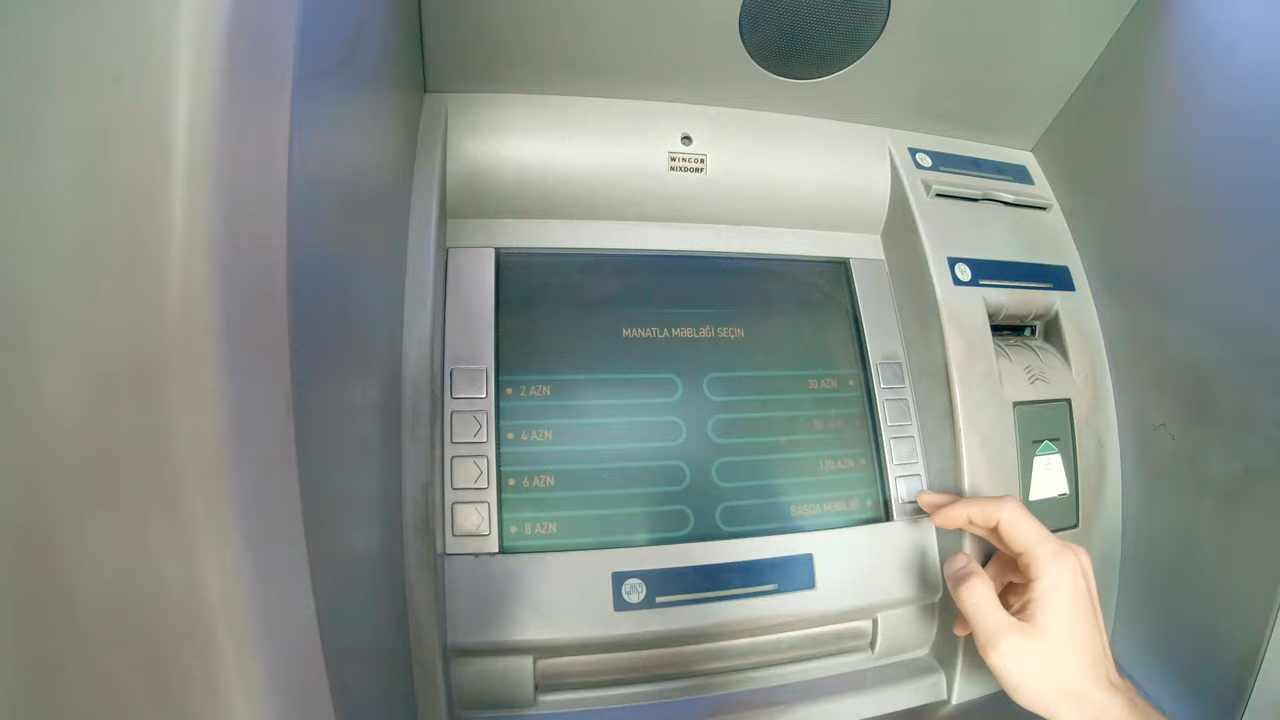 WINCOR
NIXDORF
MANATLA MƏBLƏĞİ SEÇİN
2 AZN
30 AZN
4 AZN
6 AZN
120 AZN
8 AZN
BAŞQA MƏBLƏĞ